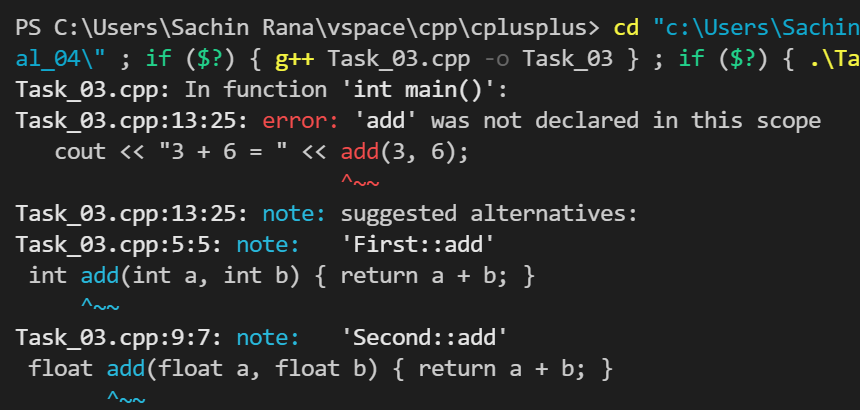 PS C:\Users\Sachin Rana\vspace\cpp\cplusplus> cd "c:\Users\Sachin
al_04\" ; if ($?) { g++ Task_03.cpp -o Task_03 } ; if ($?) { .\Ta
Task_03.cpp: In function 'int main()':
Task_03.cpp:13:25: error: 'add' was not declared in this scope
   cout << "3 + 6 = " << add(3, 6);
                         ^~~
Task_03.cpp:13:25: note: suggested alternatives:
Task_03.cpp:5:5: note:   'First::add'
 int add(int a, int b) { return a + b; }
     ^~~
Task_03.cpp:9:7: note:   'Second::add'
 float add(float a, float b) { return a + b; }
       ^~~